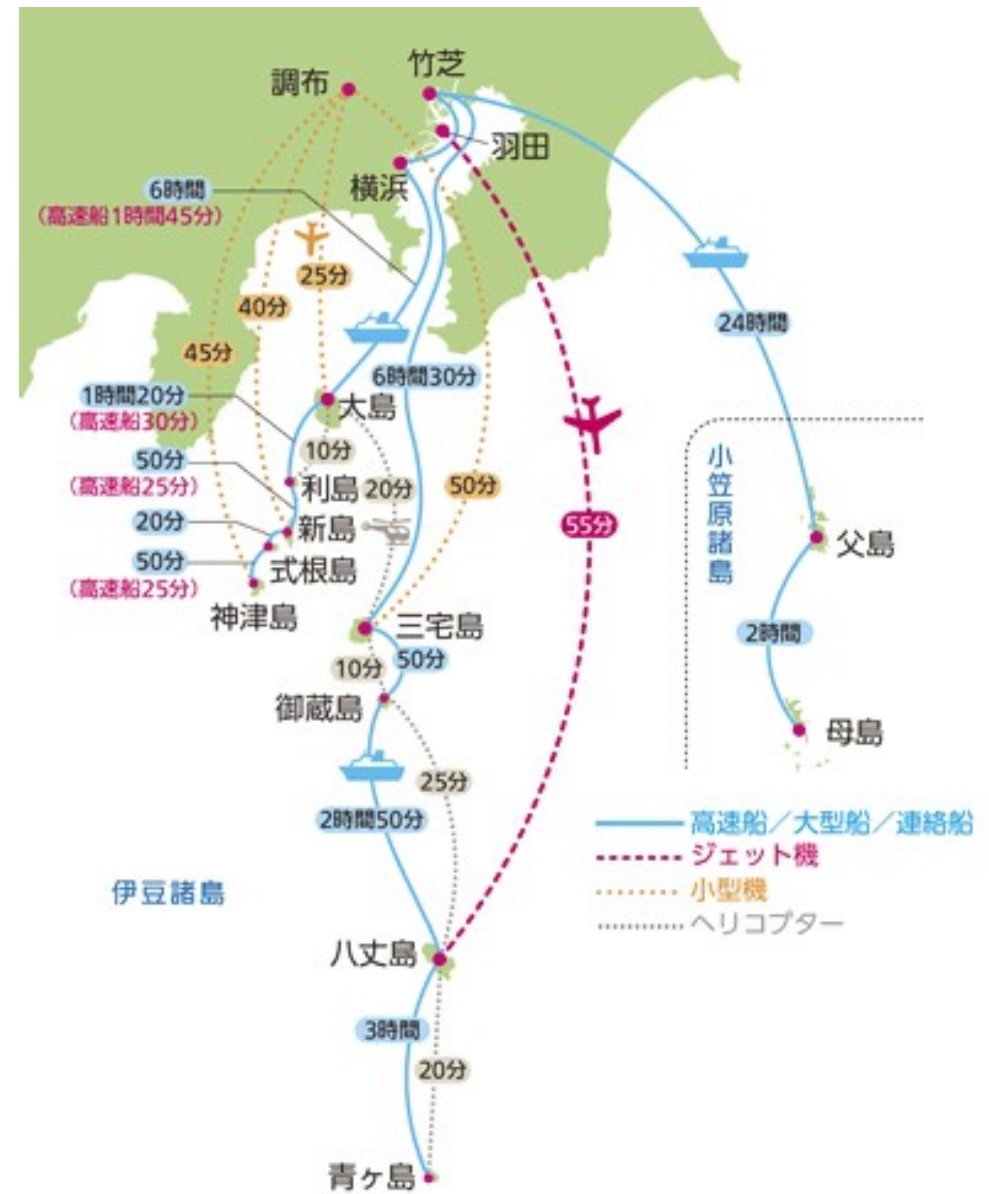 竹芝
調布
羽田
横浜
6時間
（高速船1時間45分）
25分
40分
24時間
45分
6時間30分
1時間20分
（高速船30分）
大島
10分
小笠原諸島
50分
（高速船25分）
利島
20分
50分
20分
新島
55分
父島
50分
（高速船25分）
式根島
神津島
三宅島
2時間
10分
50分
御蔵島
母島
25分
2時間50分
高速船／大型船／連絡船
ジェット機
小型機
ヘリコプター
伊豆諸島
八丈島
3時間
20分
青ヶ島